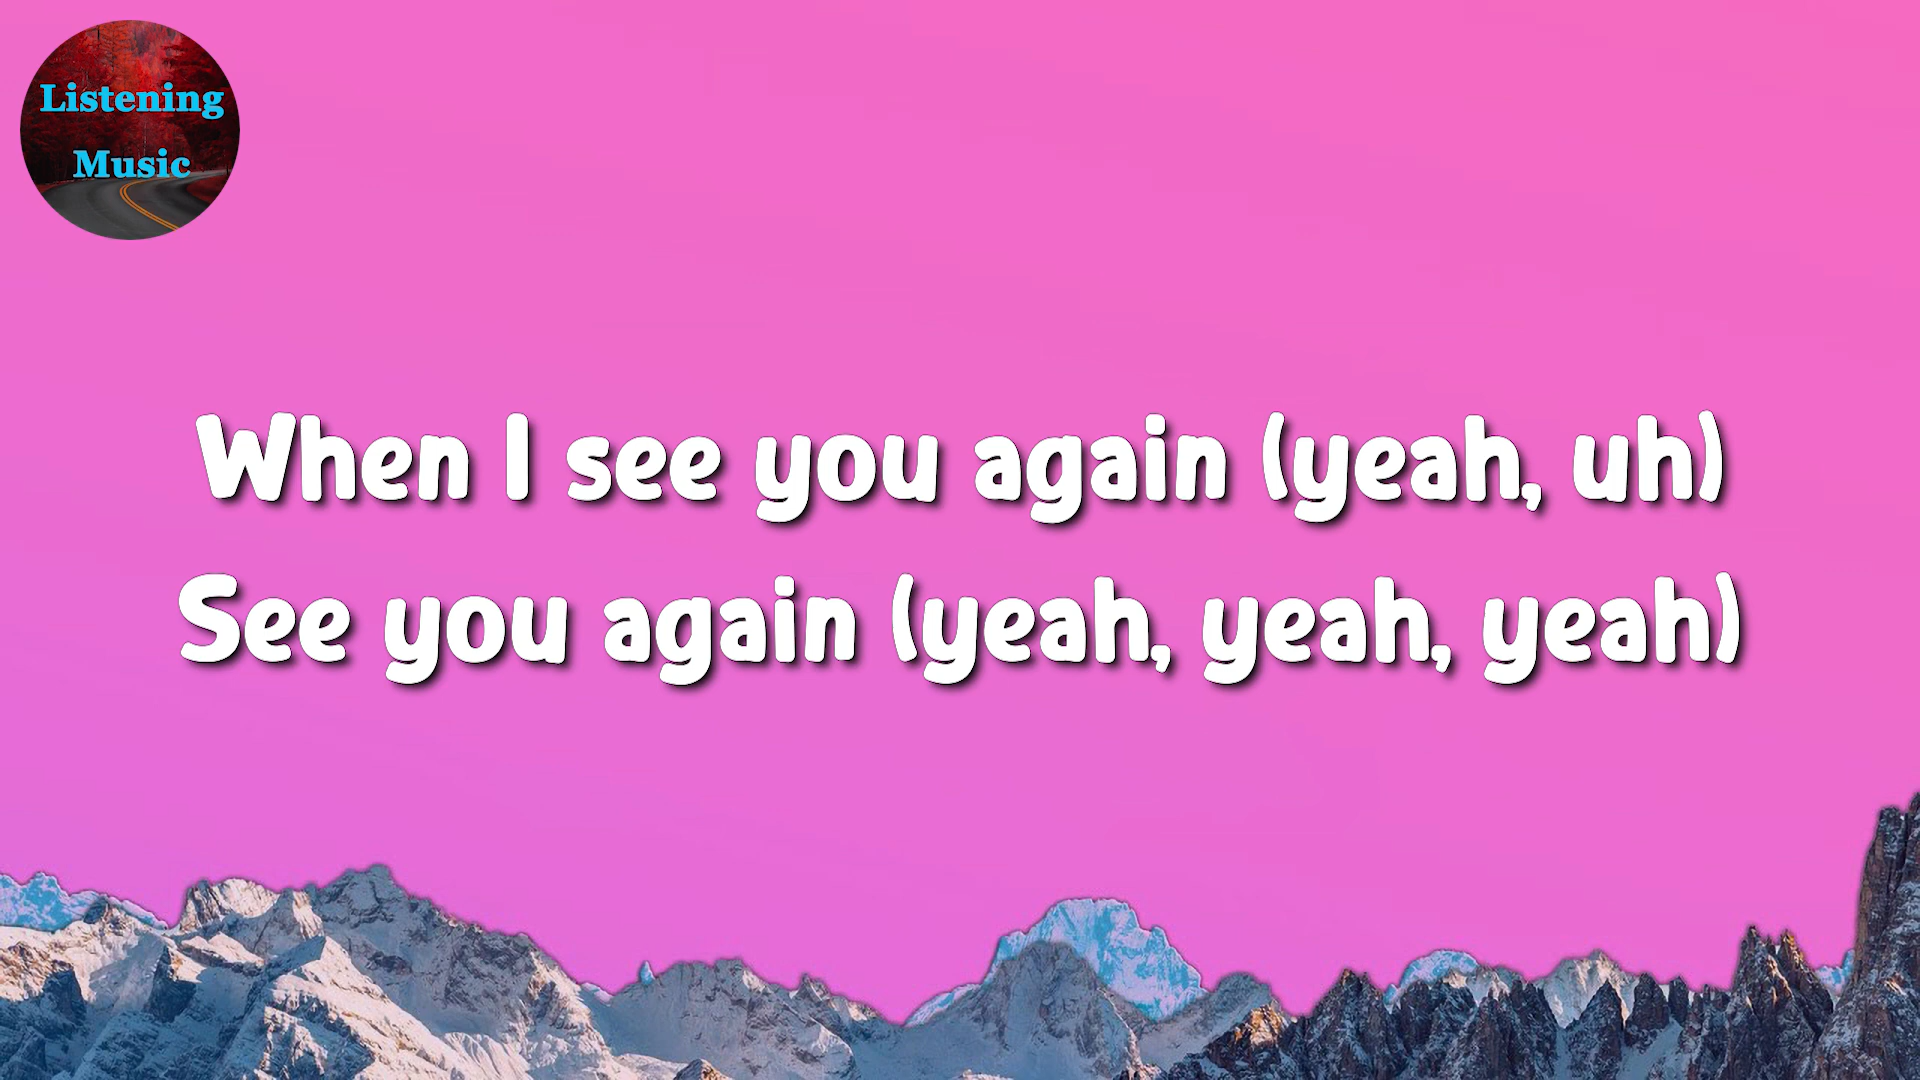 Listening
Music
When I see you again (yeah, uh)
See you again (yeah, yeah, yeah)